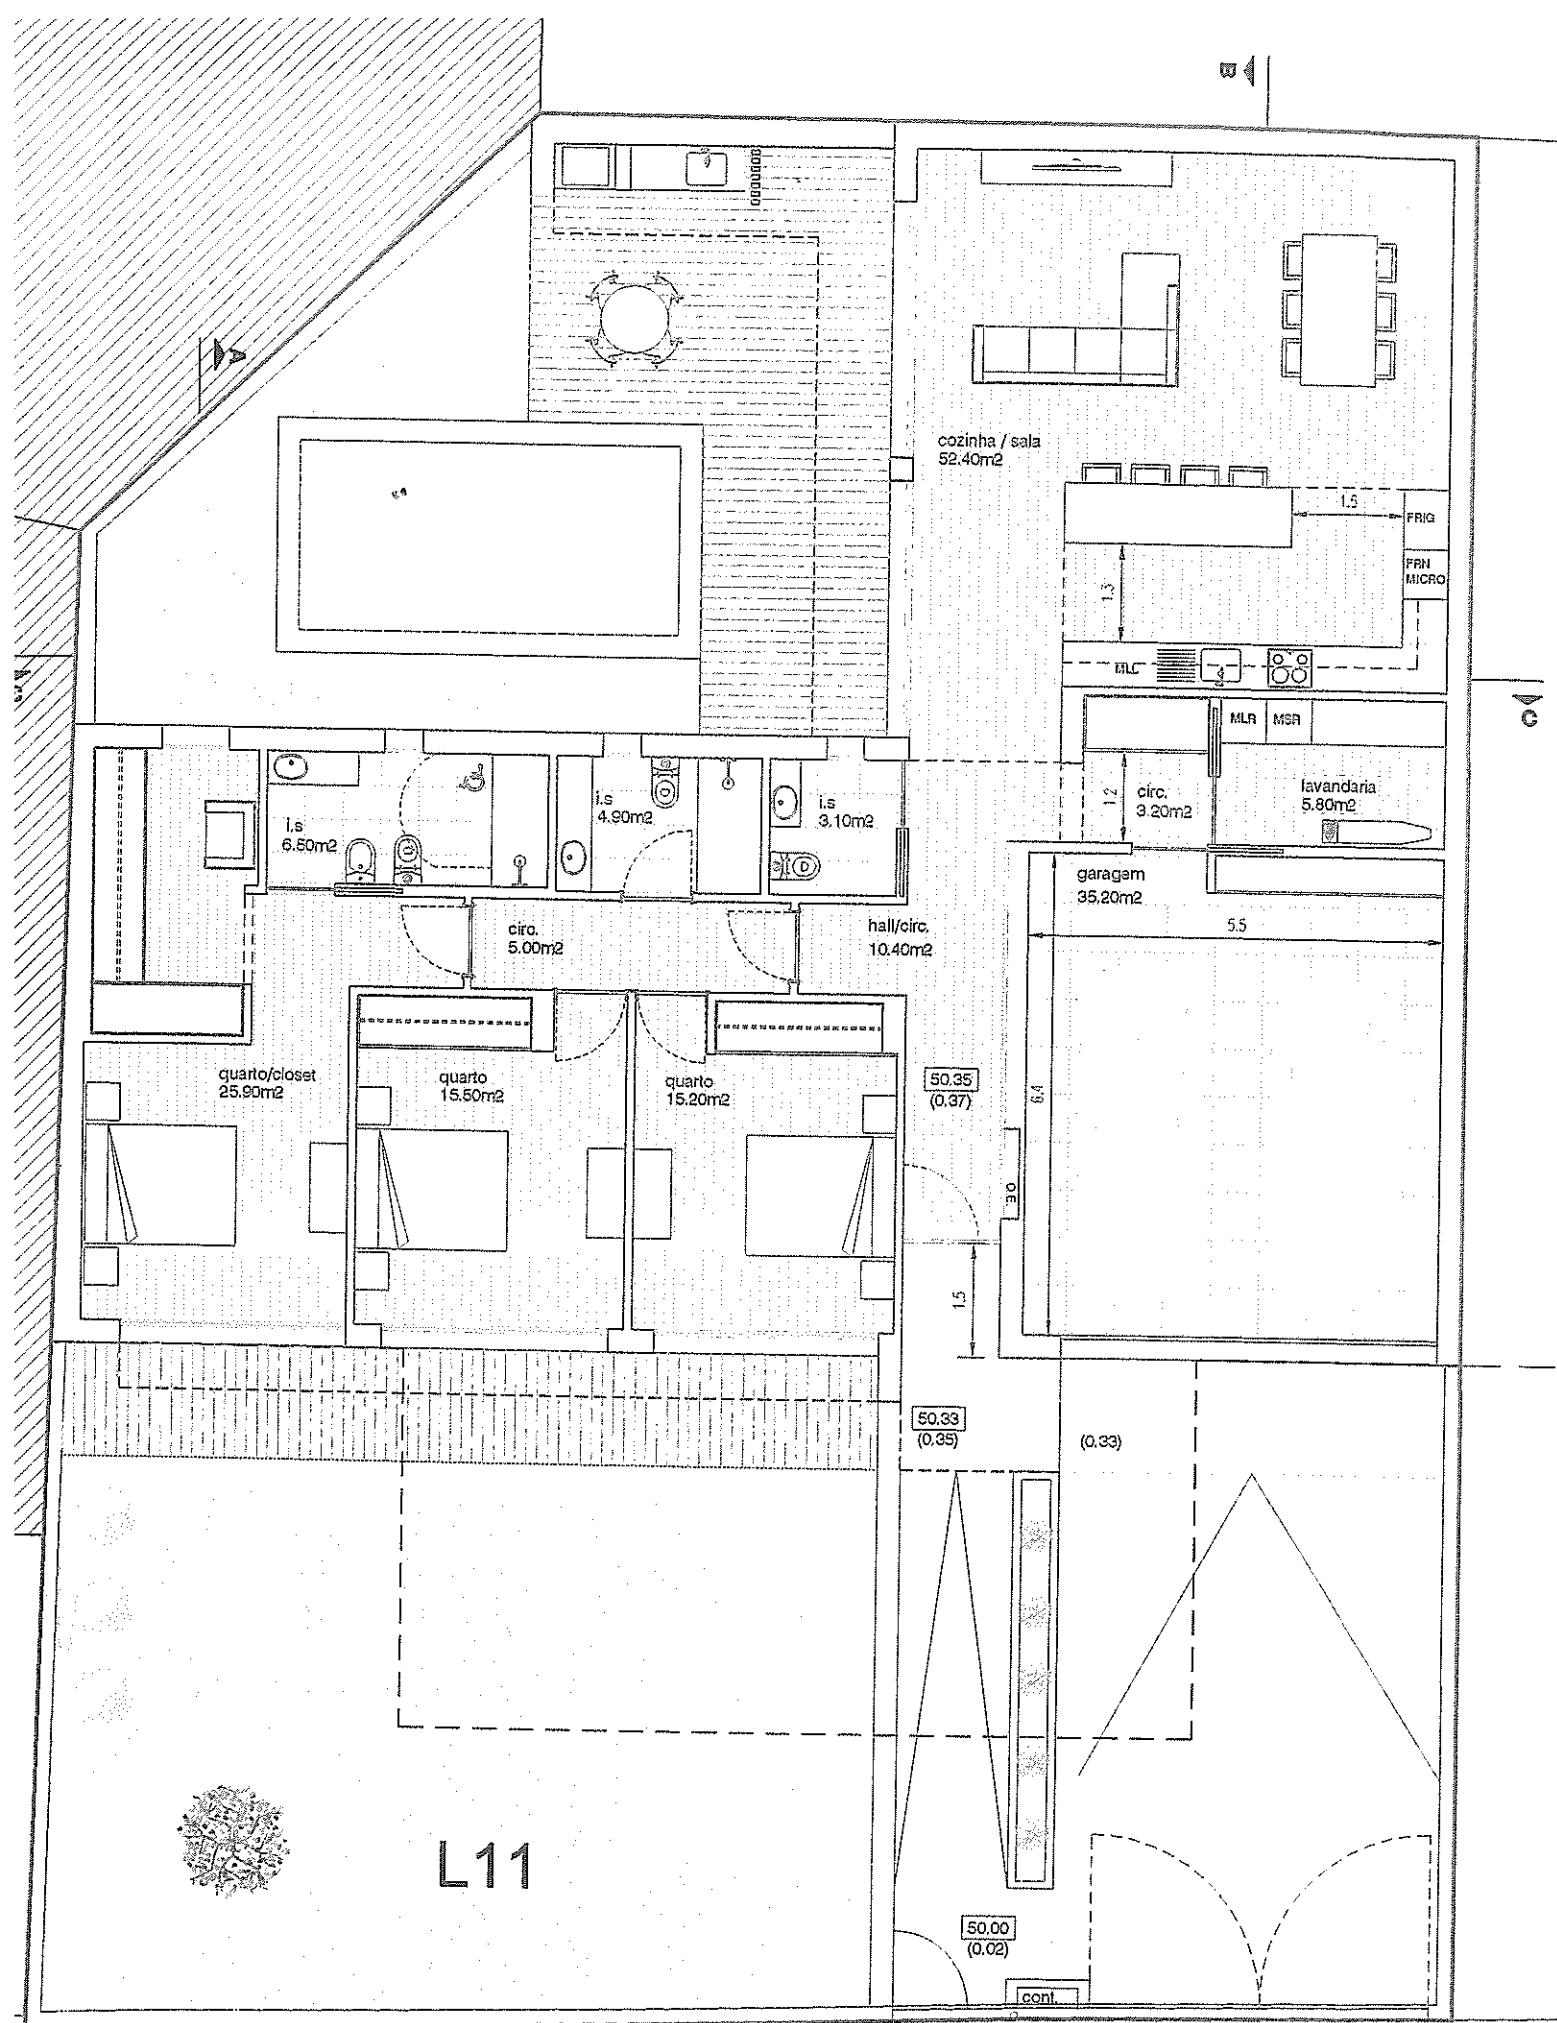 B
A
cozinha / sala
52.40m2
1.5
FRIG
FRN
MICRO
1.3
MLC
C
MLR
MSR
1.2
circ.
3.20m2
lavandaria
5.80m2
i.s
6.50m2
i.s
4.90m2
i.s
3.10m2
garagem
35.20m2
5.5
circ.
5.00m2
hall/circ.
10.40m2
quarto/closet
25.90m2
quarto
15.50m2
quarto
15.20m2
50.35
(0.37)
6.4
Q.E
1.5
50.33
(0.35)
(0.33)
L11
50.00
(0.02)
cont.